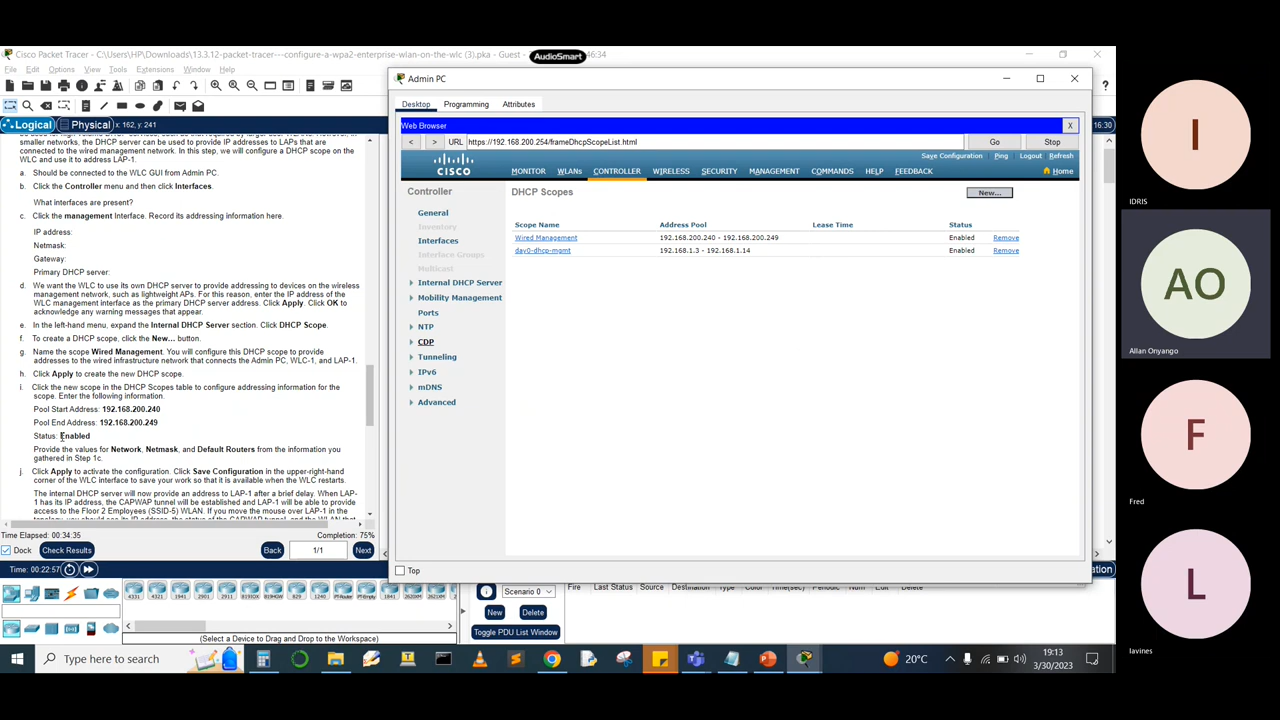 Cisco Packet Tracer - C:\Users\HP\Downloads\13.3.12-packet-tracer---configure-a-wpa2-enterprise-wlan-on-the-wlc (3).pka - Guest
46:34
AudioSmart
File Edit Options View Tools Extensions Window Help
Logical Physical x: 162, y: 241
16:30
smaller networks, the DHCP server can be used to provide IP addresses to LAPs that are
connected to the wired management network. In this step, we will configure a DHCP scope on the
WLC and use it to address LAP-1.
a. Should be connected to the WLC GUI from Admin PC.
b. Click the Controller menu and then click Interfaces.
What interfaces are present?
c. Click the management Interface. Record its addressing information here.
IP address:
Netmask:
Gateway:
Primary DHCP server:
d. We want the WLC to use its own DHCP server to provide addressing to devices on the wireless
management network, such as lightweight APs. For this reason, enter the IP address of the
WLC management interface as the primary DHCP server address. Click Apply. Click OK to
acknowledge any warning messages that appear.
e. In the left-hand menu, expand the Internal DHCP Server section. Click DHCP Scope.
f. To create a DHCP scope, click the New… button.
g. Name the scope Wired Management. You will configure this DHCP scope to provide
addresses to the wired infrastructure network that connects the Admin PC, WLC-1, and LAP-1.
h. Click Apply to create the new DHCP scope.
i. Click the new scope in the DHCP Scopes table to configure addressing information for the
scope. Enter the following information.
Pool Start Address: 192.168.200.240
Pool End Address: 192.168.200.249
Status: Enabled
Provide the values for Network, Netmask, and Default Routers from the information you
gathered in Step 1c.
j. Click Apply to activate the configuration. Click Save Configuration in the upper-right-hand
corner of the WLC interface to save your work so that it is available when the WLC restarts.
The internal DHCP server will now provide an address to LAP-1 after a brief delay. When LAP-
1 has its IP address, the CAPWAP tunnel will be established and LAP-1 will be able to provide
access to the Floor 2 Employees (SSID-5) WLAN. If you move the mouse over LAP-1 in the
Time Elapsed: 00:34:35 Completion: 75%
Dock Check Results Back 1/1 Next
Time: 00:22:57
Admin PC
Desktop Programming Attributes
Web Browser X
< > URL https://192.168.200.254/frameDhcpScopeList.html Go Stop
Save Configuration Ping Logout Refresh
CISCO MONITOR WLANs CONTROLLER WIRELESS SECURITY MANAGEMENT COMMANDS HELP FEEDBACK Home
Controller
General
Inventory
Interfaces
Interface Groups
Multicast
Internal DHCP Server
Mobility Management
Ports
NTP
CDP
Tunneling
IPv6
mDNS
Advanced
DHCP Scopes New...
Scope Name Address Pool Lease Time Status
Wired Management 192.168.200.240 - 192.168.200.249 Enabled Remove
day0-dhcp-mgmt 192.168.1.3 - 192.168.1.14 Enabled Remove
Top
4331 4321 1941 2901 2911 819IOX 819HGW 829 1240 PT-Router PT-Empty 1841
(Select a Device to Drag and Drop to the Workspace)
Scenario 0
New Delete
Toggle PDU List Window
Fire Last Status Source Destination Type Color Time(sec) Periodic Num Edit Delete
Type here to search
20°C
19:13
3/30/2023
I
IDRIS
AO
Allan Onyango
F
Fred
L
lavines